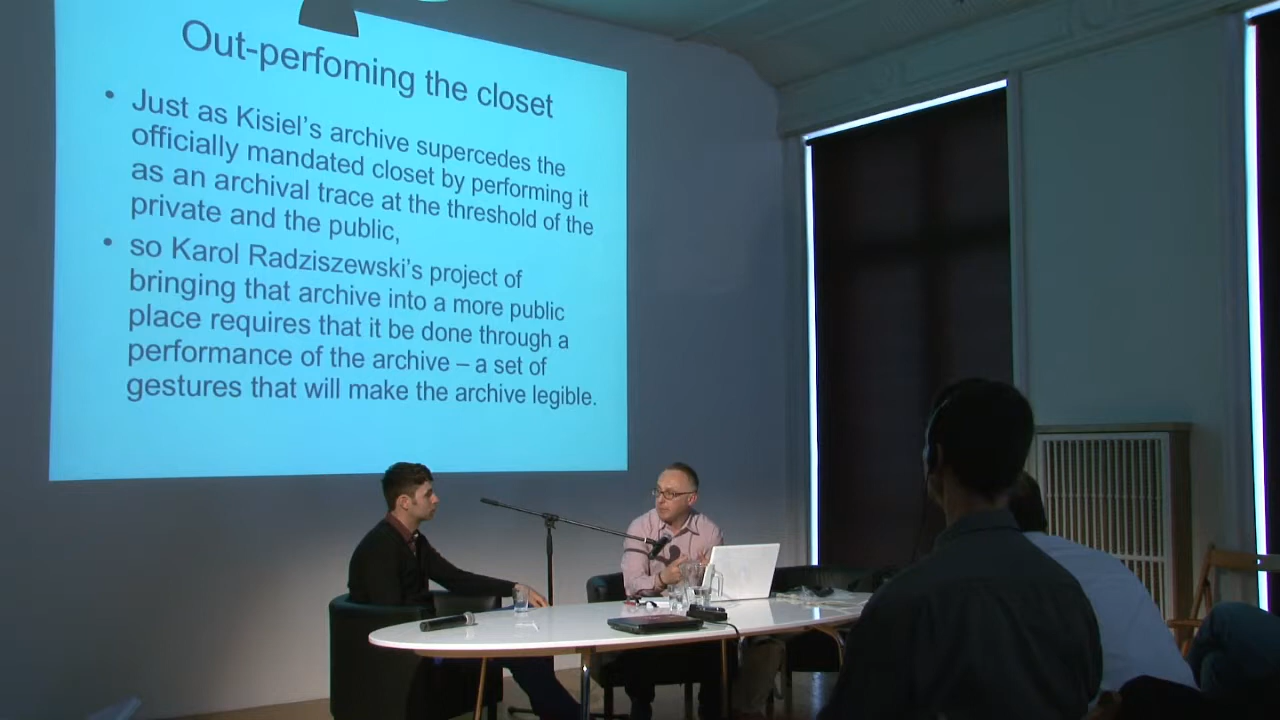 Out-perfoming the closet
• Just as Kisiel's archive supercedes the
officially mandated closet by performing it
as an archival trace at the threshold of the
private and the public,
• so Karol Radziszewski's project of
bringing that archive into a more public
place requires that it be done through a
performance of the archive – a set of
gestures that will make the archive legible.